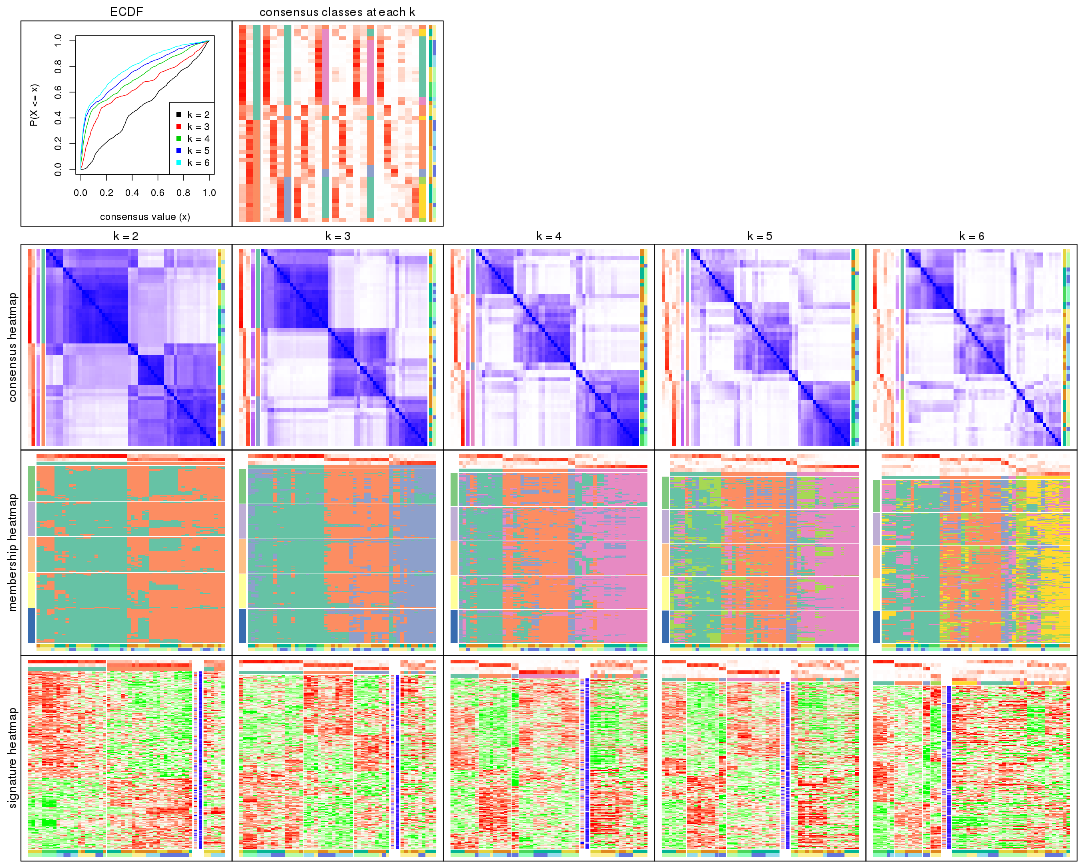 ECDF
consensus classes at each k
P(X <= x)
0.0 0.2 0.4 0.6 0.8 1.0
k = 2
k = 3
k = 4
k = 5
k = 6
0.0 0.2 0.4 0.6 0.8 1.0
consensus value (x)
k = 2
k = 3
k = 4
k = 5
k = 6
consensus heatmap
membership heatmap
signature heatmap